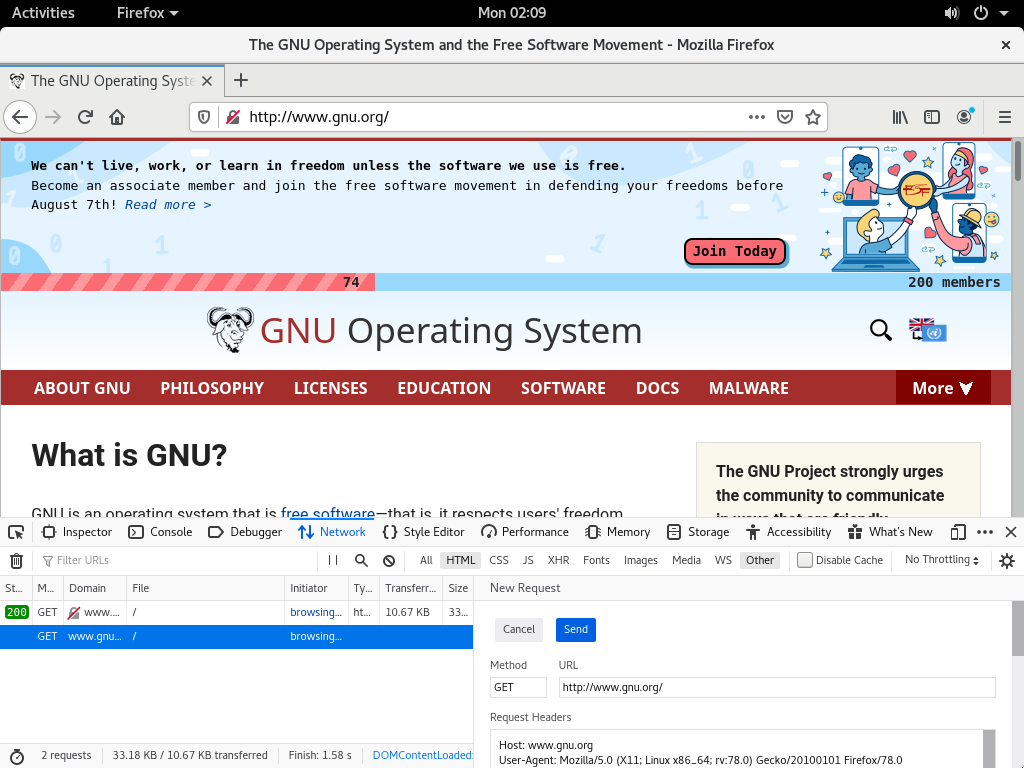 Activities Firefox Mon 02:09
The GNU Operating System and the Free Software Movement - Mozilla Firefox
The GNU Operating Syste
http://www.gnu.org/
We can't live, work, or learn in freedom unless the software we use is free.
Become an associate member and join the free software movement in defending your freedoms before
August 7th! Read more >
Join Today
74 200 members
GNU Operating System
ABOUT GNU PHILOSOPHY LICENSES EDUCATION SOFTWARE DOCS MALWARE More
What is GNU?
The GNU Project strongly urges
the community to communicate
in ways that are friendly,
GNU is an operating system that is free software—that is, it respects users' freedom.
Inspector Console Debugger Network Style Editor Performance Memory Storage Accessibility What's New
Filter URLs All HTML CSS JS XHR Fonts Images Media WS Other Disable Cache No Throttling
St... M... Domain File Initiator Ty... Transferr... Size New Request
200 GET www.... / browsing... ht... 10.67 KB 33...
GET www.gnu... / browsing...
Cancel Send
Method URL
GET http://www.gnu.org/
Request Headers
Host: www.gnu.org
User-Agent: Mozilla/5.0 (X11; Linux x86_64; rv:78.0) Gecko/20100101 Firefox/78.0
2 requests 33.18 KB / 10.67 KB transferred Finish: 1.58 s DOMContentLoaded: